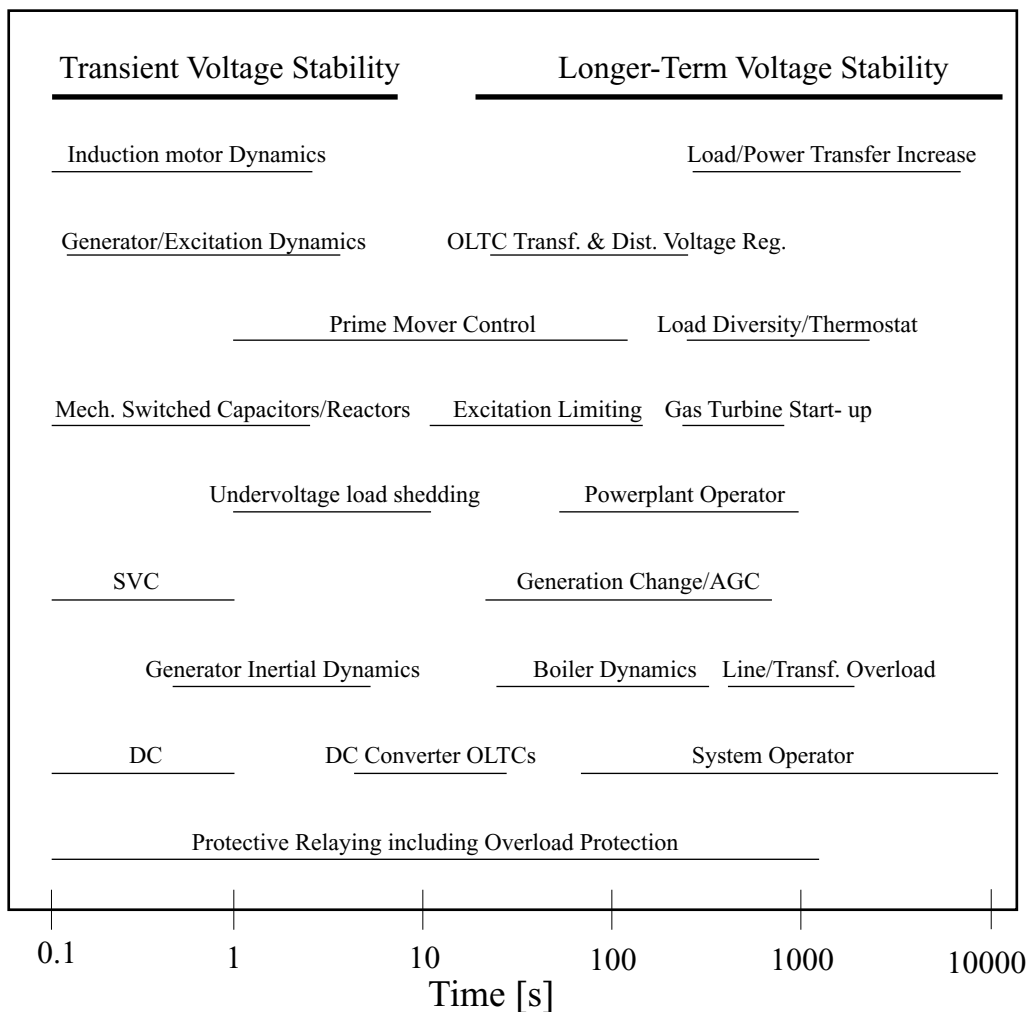 Transient Voltage Stability
Longer-Term Voltage Stability
Induction motor Dynamics
Load/Power Transfer Increase
Generator/Excitation Dynamics
OLTC Transf. & Dist. Voltage Reg.
Prime Mover Control
Load Diversity/Thermostat
Mech. Switched Capacitors/Reactors
Excitation Limiting
Gas Turbine Start- up
Undervoltage load shedding
Powerplant Operator
SVC
Generation Change/AGC
Generator Inertial Dynamics
Boiler Dynamics
Line/Transf. Overload
DC
DC Converter OLTCs
System Operator
Protective Relaying including Overload Protection
0.1
1
10
100
1000
10000
Time [s]